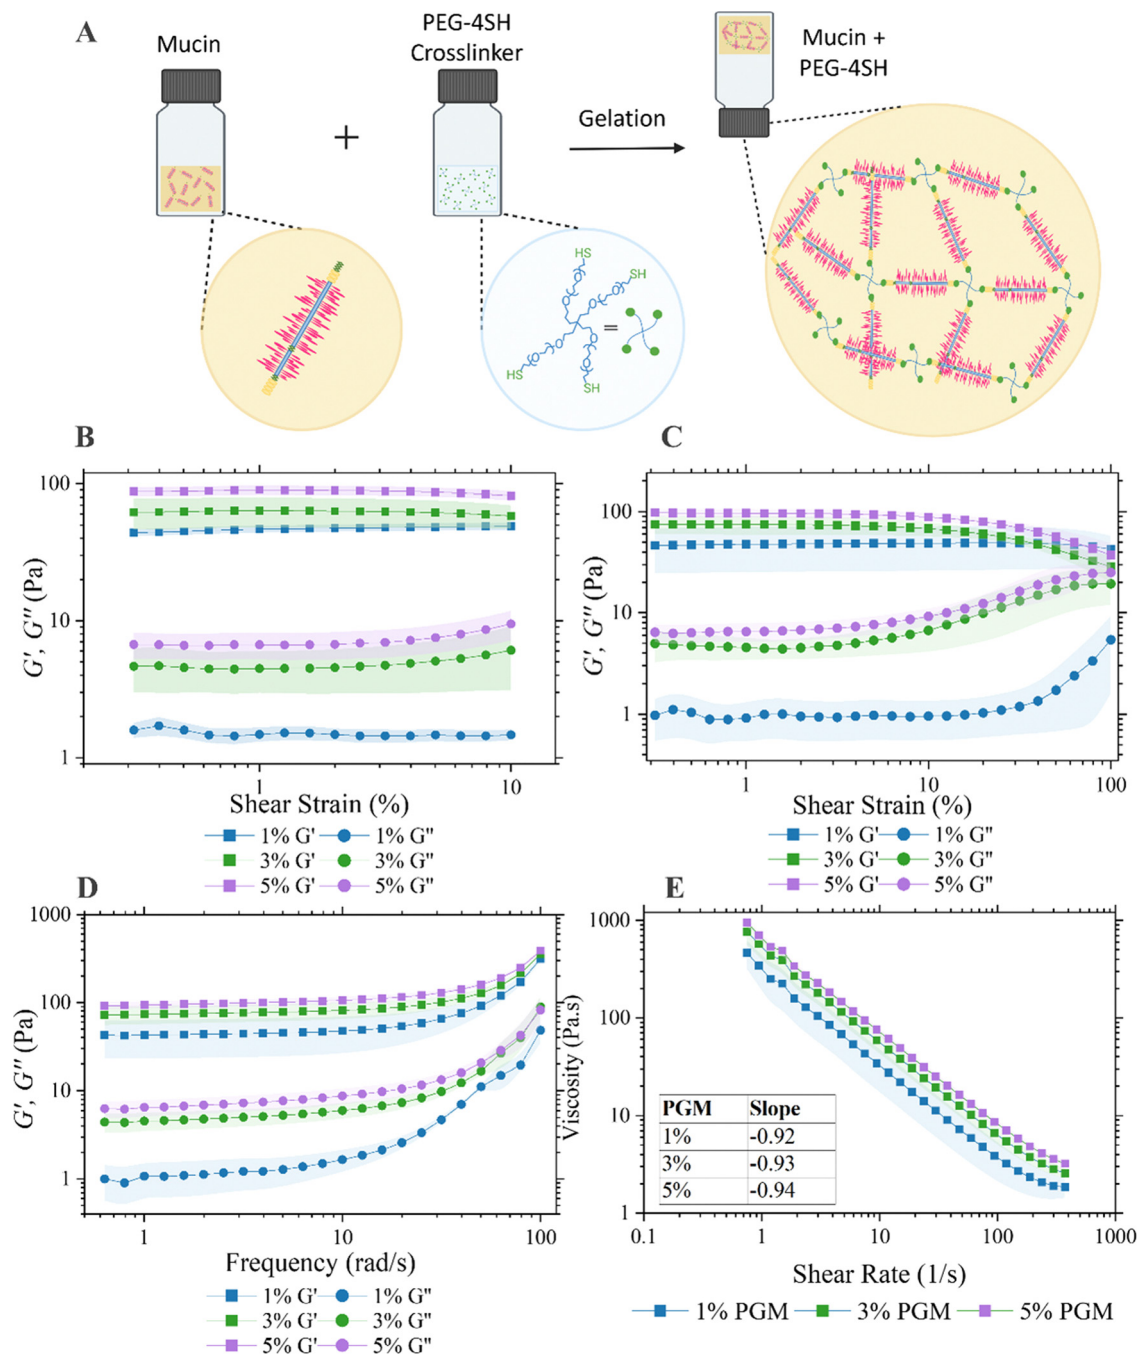 A
Mucin
+
PEG-4SH
Crosslinker
Gelation
Mucin +
PEG-4SH
HS
SH
HS
SH
=
B
G', G" (Pa)
100
10
1
1
10
Shear Strain (%)
1% G' 1% G"
3% G' 3% G"
5% G' 5% G"
C
G', G" (Pa)
100
10
1
1
10
100
Shear Strain (%)
1% G' 1% G"
3% G' 3% G"
5% G' 5% G"
D
G', G" (Pa)
1000
100
10
1
1
10
100
Frequency (rad/s)
1% G' 1% G"
3% G' 3% G"
5% G' 5% G"
E
Viscosity (Pa.s)
1000
100
10
1
PGM Slope
1% -0.92
3% -0.93
5% -0.94
0.1 1 10 100 1000
Shear Rate (1/s)
1% PGM 3% PGM 5% PGM